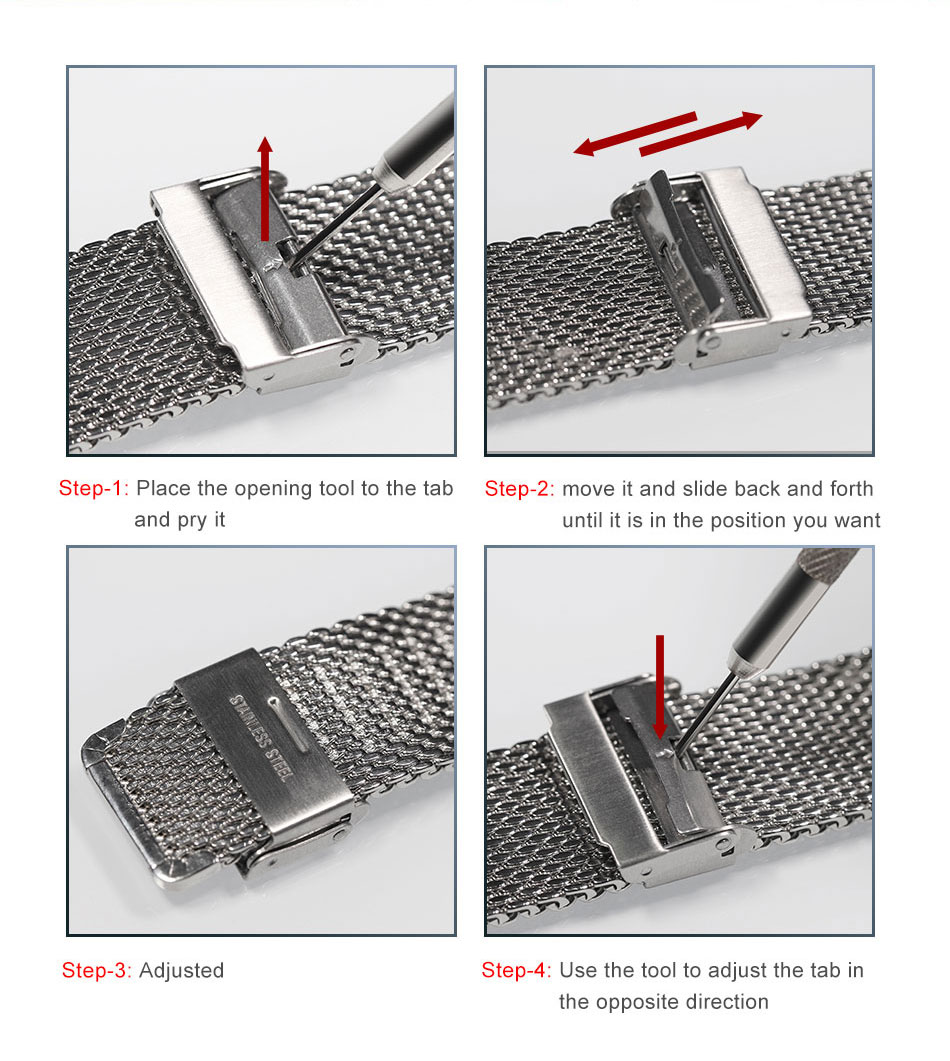 Step-1: Place the opening tool to the tab
and pry it
Step-2: move it and slide back and forth
until it is in the position you want
STAINLESS STEEL
Step-3: Adjusted
Step-4: Use the tool to adjust the tab in
the opposite direction